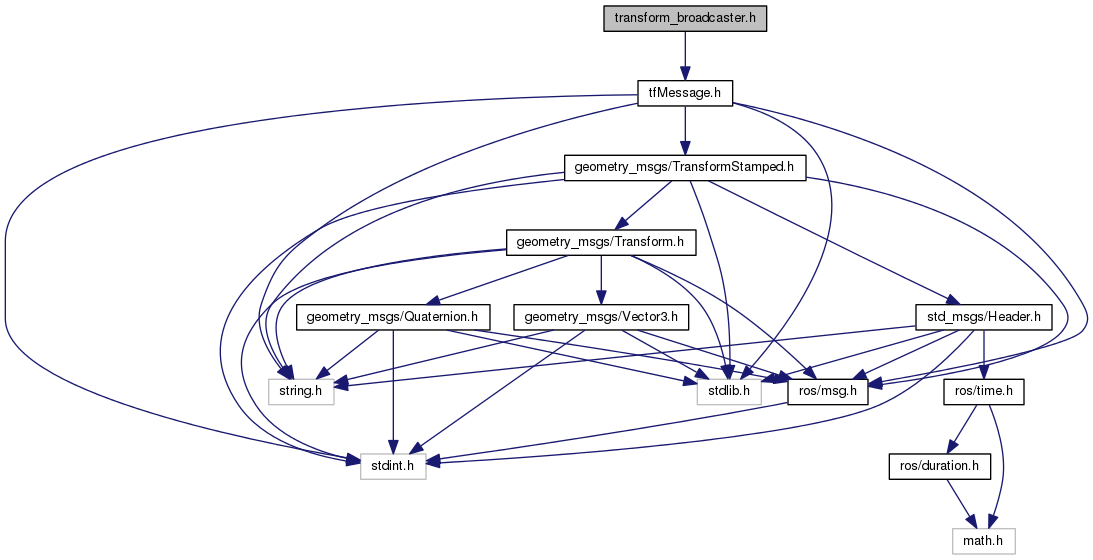 transform_broadcaster.h
tfMessage.h
geometry_msgs/TransformStamped.h
geometry_msgs/Transform.h
geometry_msgs/Quaternion.h
geometry_msgs/Vector3.h
std_msgs/Header.h
string.h
stdlib.h
ros/msg.h
ros/time.h
stdint.h
ros/duration.h
math.h